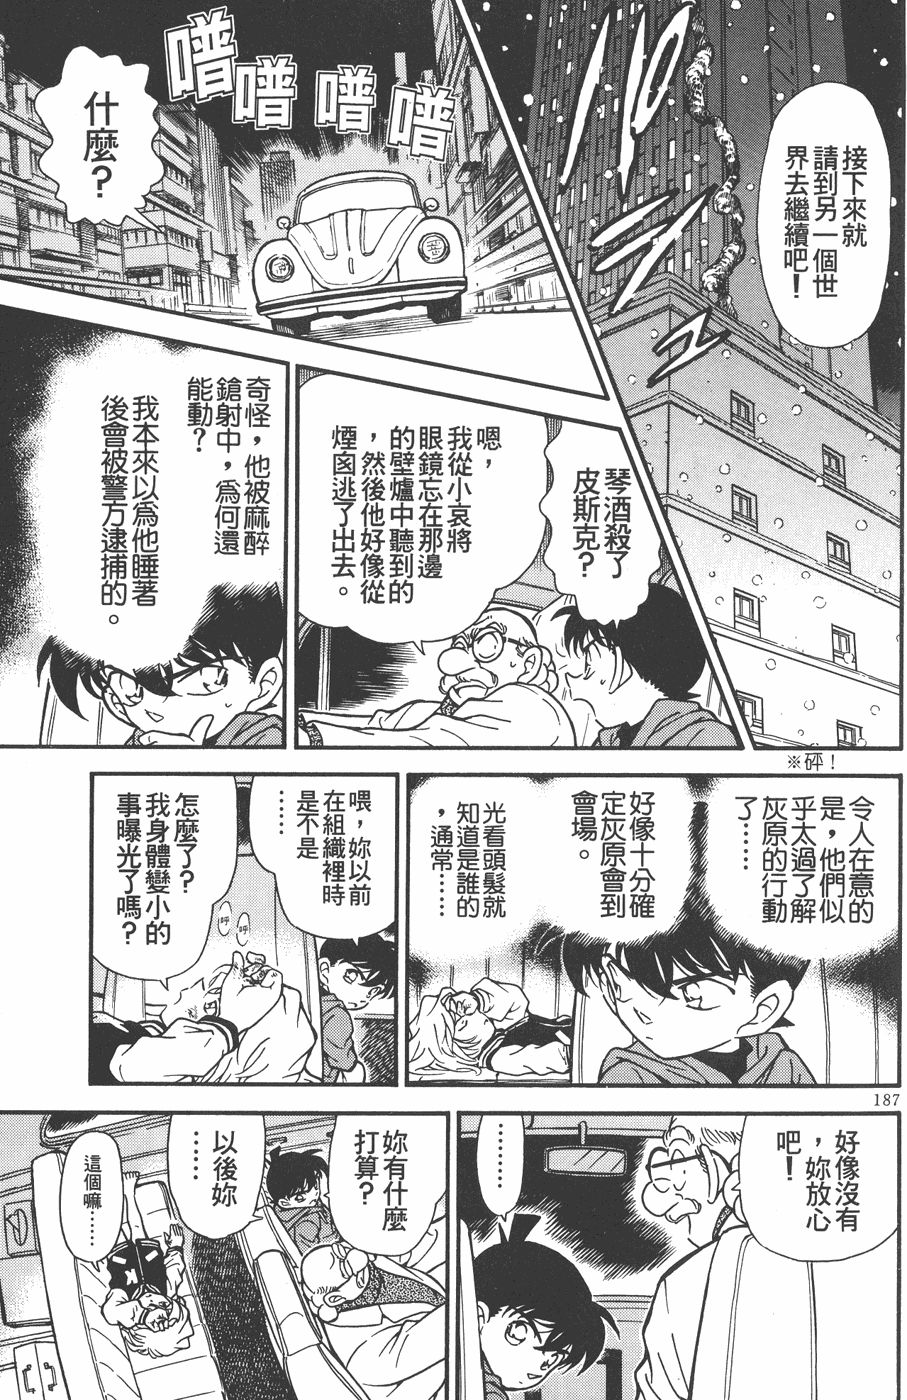 接下來就
請到另一個世
界去繼續吧！
※砰！
噜噜噜噜
什麼？
琴酒殺了
皮斯克？
嗯，
我從小哀將
眼鏡忘在那邊
的壁爐中聽到的
，然後他好像從
煙囪逃了出去。
奇怪，他被麻醉
鎗射中，為何還
能動？
我本來以為他睡著
後會被警方逮捕的。
令人在意的
是，他們似
乎太過了解
灰原的行動
了……
好像十分確
定灰原會到
會場。
光看頭髮就
知道是誰的
，通常……
喂，妳以前
在組織裡時
是不是
……
怎麼了？
我身體變小的
事曝光了嗎？
呼
呼
187
好像沒有
，妳放心
吧！
……
妳有什麼
打算？
以後妳
……
這個嘛……